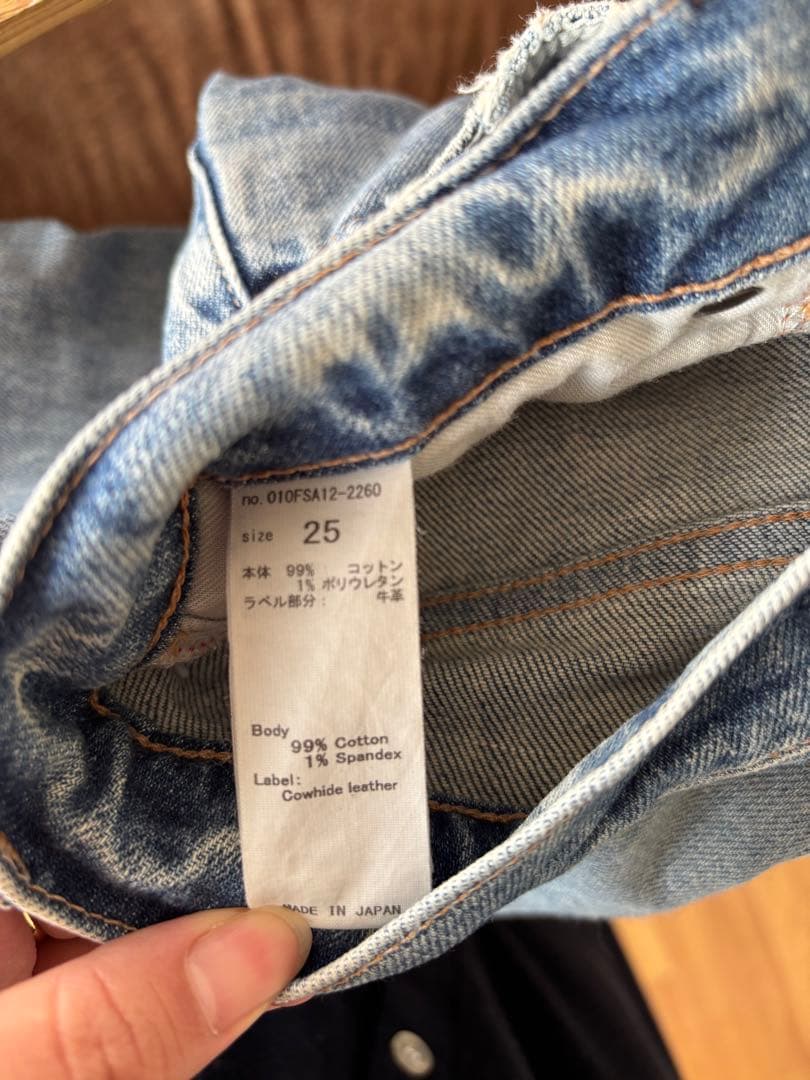 no. 010FSA12-2260
size 25
本体 99% コットン
1% ポリウレタン
ラベル部分: 牛革
Body
99% Cotton
1% Spandex
Label:
Cowhide leather
MADE IN JAPAN